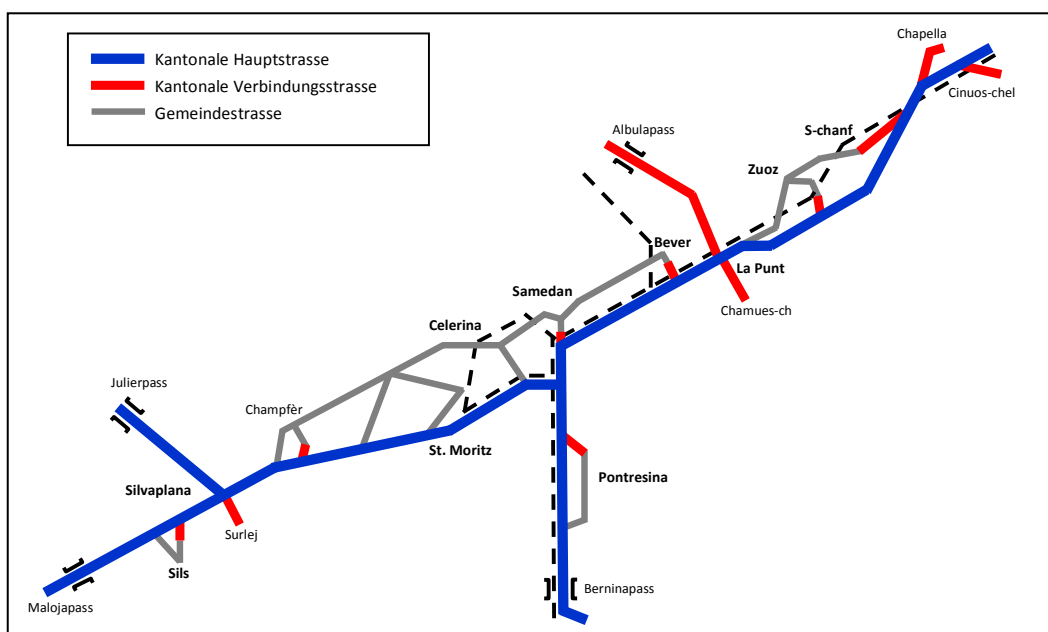 Kantonale Hauptstrasse
Kantonale Verbindungsstrasse
Gemeindestrasse
Chapella
Cinuos-chel
S-chanf
Albulapass
Zuoz
Bever
La Punt
Samedan
Chamues-ch
Celerina
Julierpass
Champfèr
St. Moritz
Pontresina
Silvaplana
Surlej
Sils
Berninapass
Malojapass